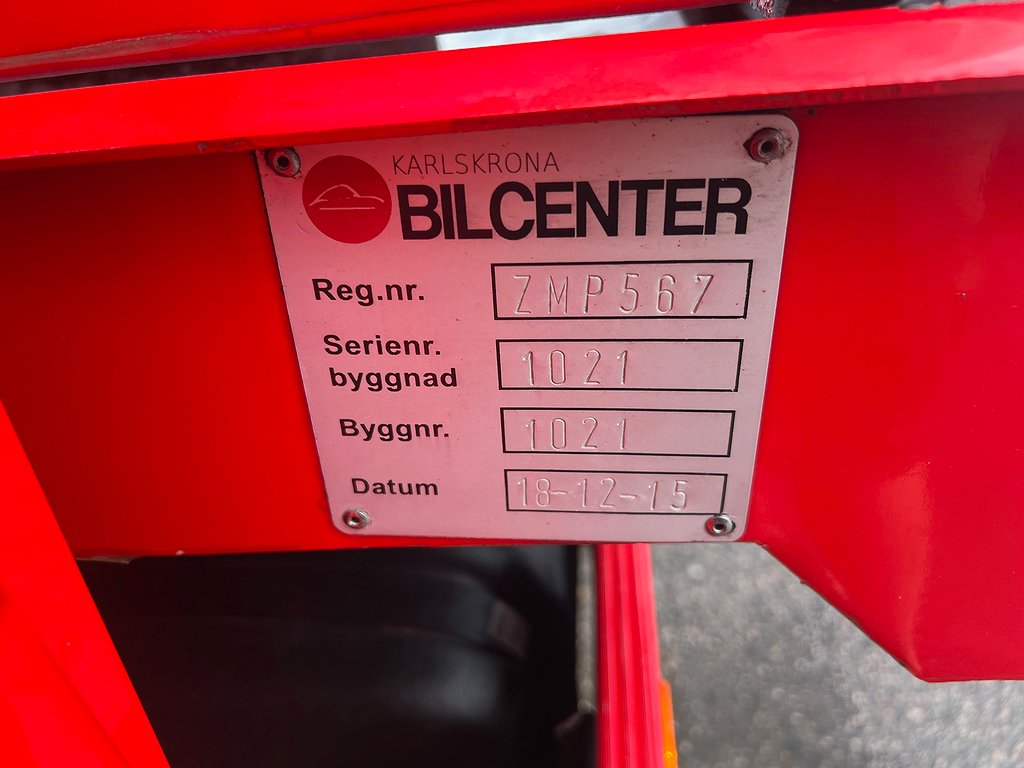 KARLSKRONA
BILCENTER
Reg.nr. ZMP567
Serienr.
byggnad 1021
Byggnr. 1021
Datum 18-12-15